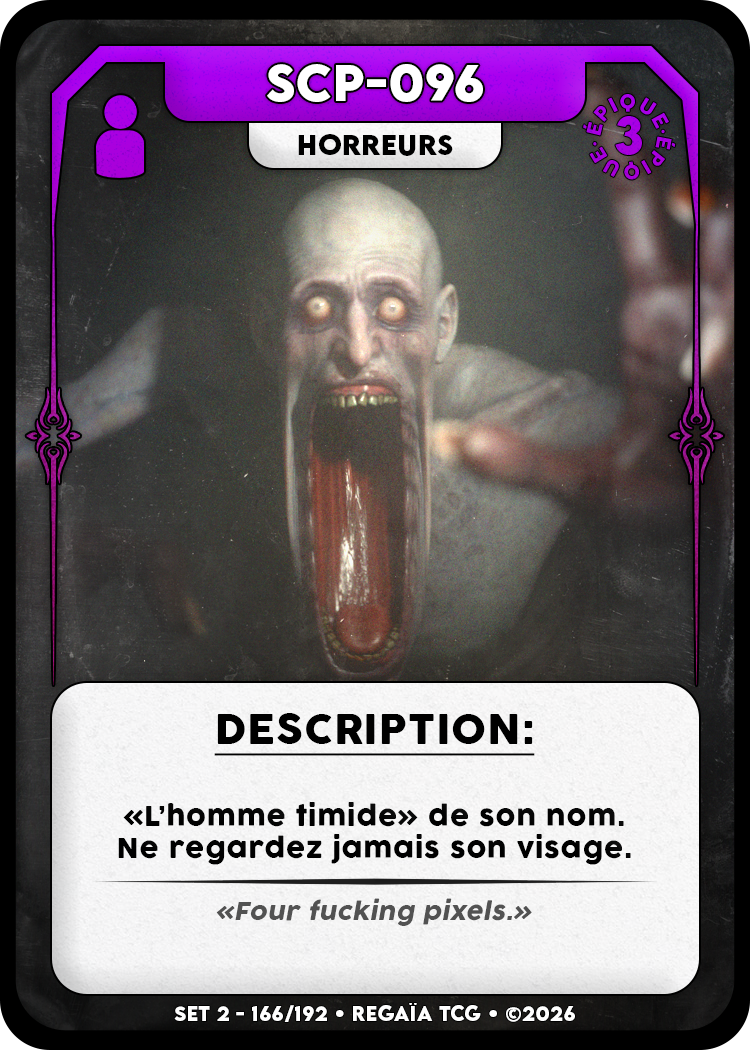 SCP-096
HORREURS
ÉPIQUE·ÉPIQUE·ÉPIQUE·
3
DESCRIPTION:
«L’homme timide» de son nom.
Ne regardez jamais son visage.
«Four fucking pixels.»
SET 2 - 166/192 • REGAÏA TCG • ©2026